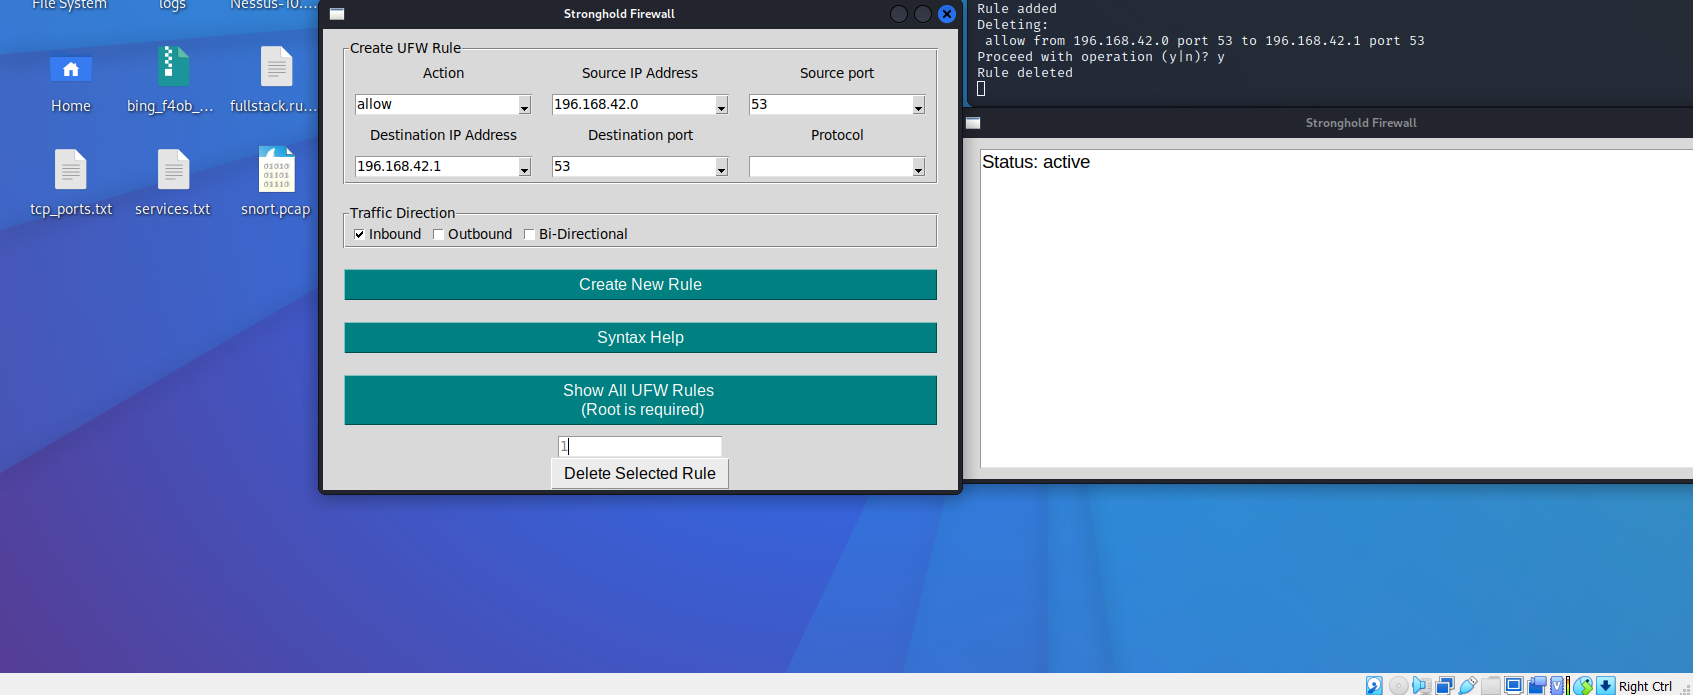 File System
logs
Nessus-10....
Home
bing_f4ob_...
fullstack.ru...
tcp_ports.txt
services.txt
snort.pcap
Stronghold Firewall
Create UFW Rule
Action
Source IP Address
Source port
allow
196.168.42.0
53
Destination IP Address
Destination port
Protocol
196.168.42.1
53
Traffic Direction
Inbound
Outbound
Bi-Directional
Create New Rule
Syntax Help
Show All UFW Rules
(Root is required)
1
Delete Selected Rule
Rule added
Deleting:
allow from 196.168.42.0 port 53 to 196.168.42.1 port 53
Proceed with operation (y|n)? y
Rule deleted
Stronghold Firewall
Status: active
Right Ctrl